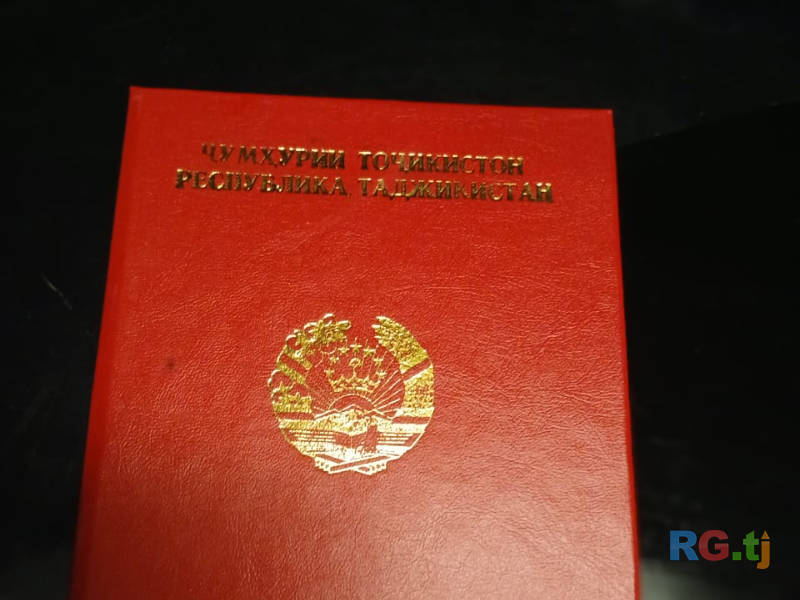 ҶУМҲУРИИ ТОҶИКИСТОН
РЕСПУБЛИКА ТАДЖИКИСТАН
RG.tj